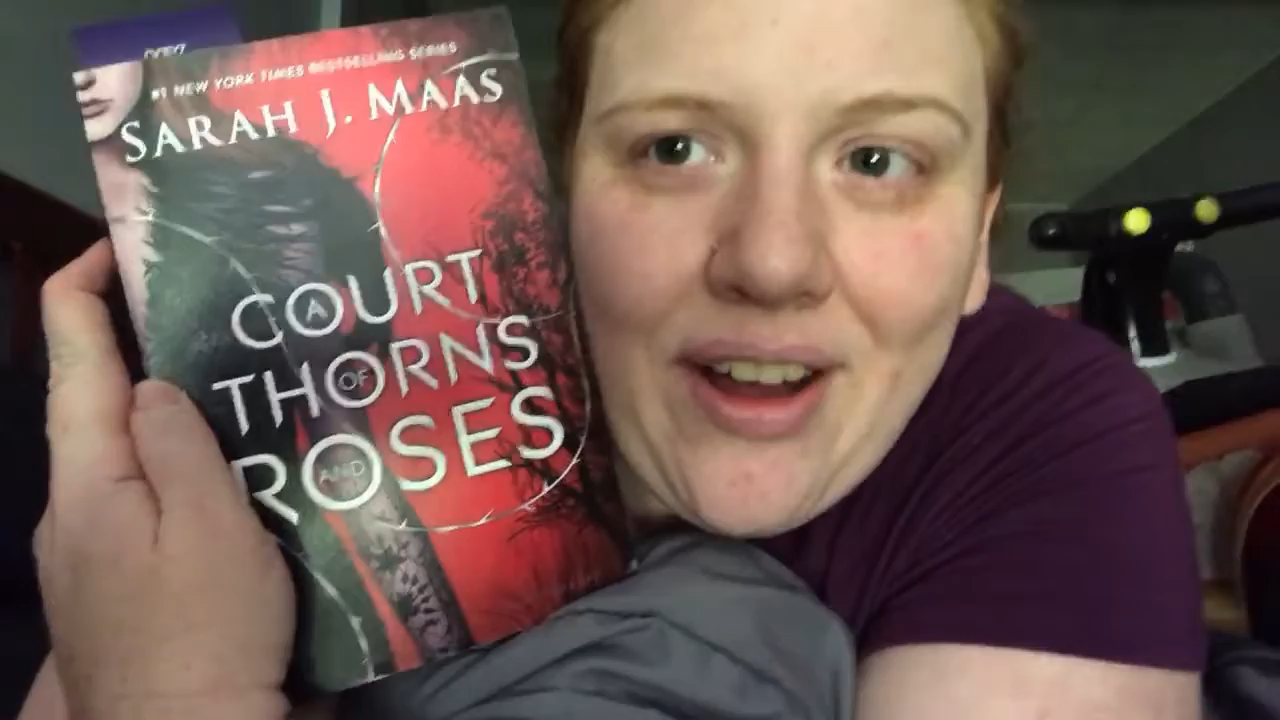 #1 NEW YORK TIMES BESTSELLING SERIES
SARAH J. MAAS
A
COURT
OF
THORNS
AND
ROSES